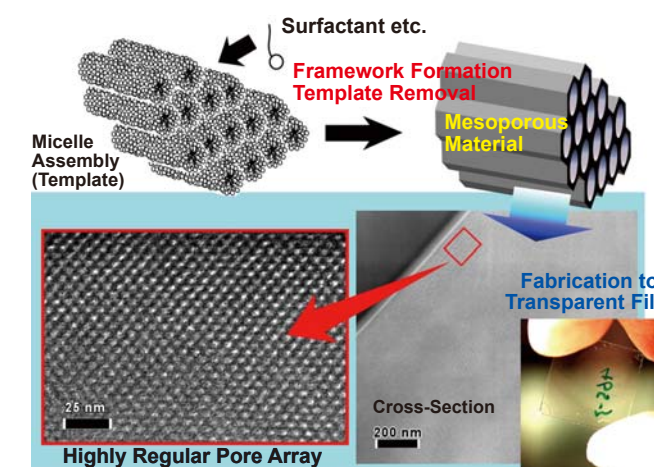 Surfactant etc.
Framework Formation
Template Removal
Micelle
Assembly
(Template)
Mesoporous
Material
Fabrication to
Transparent Fil
25 nm
Highly Regular Pore Array
Cross-Section
200 nm